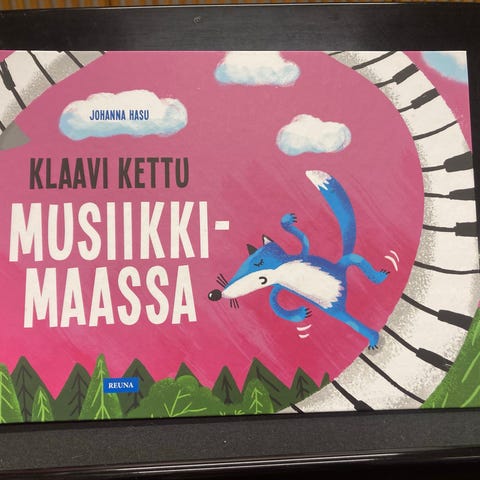 JOHANNA HASU
KLAAVI KETTU
MUSIIKKI-
MAASSA
REUNA